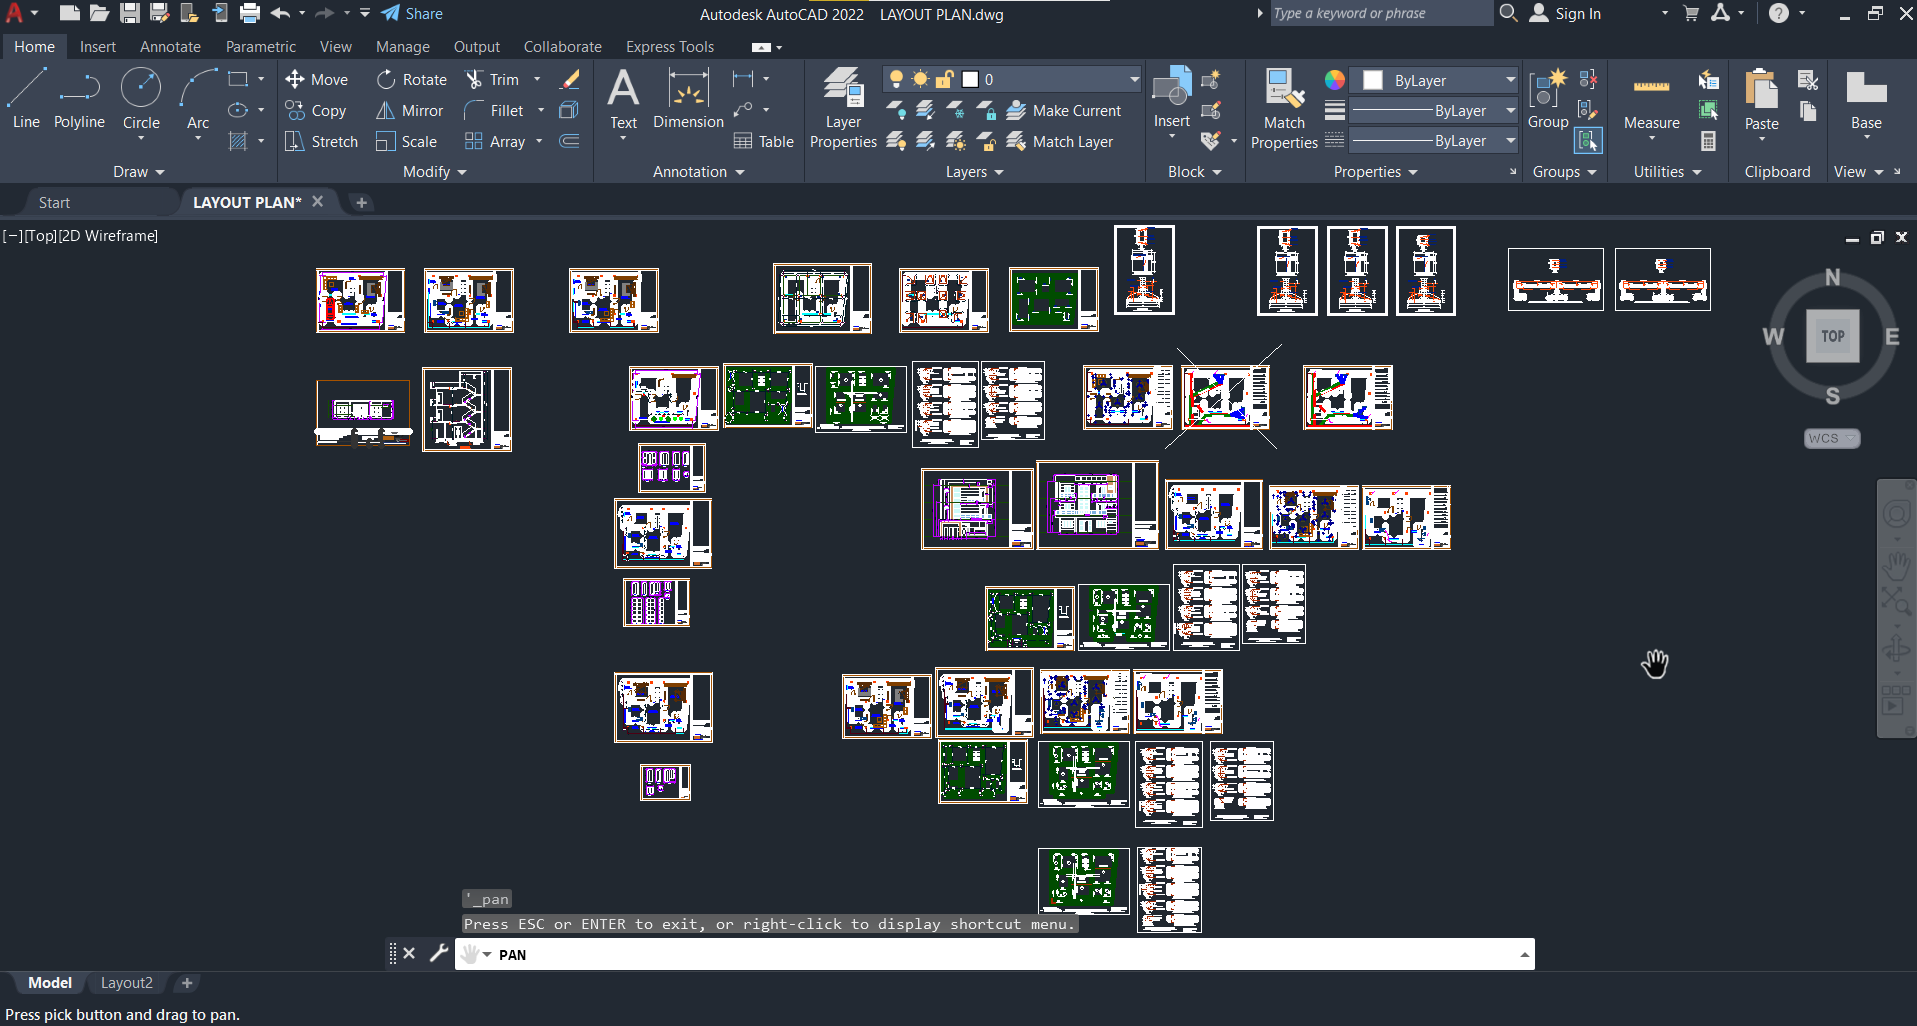 Share
Autodesk AutoCAD 2022 LAYOUT PLAN.dwg
Type a keyword or phrase
Sign In
Home Insert Annotate Parametric View Manage Output Collaborate Express Tools
Line Polyline Circle Arc
Move Rotate Trim
Copy Mirror Fillet
Stretch Scale Array
Text Dimension Table
Layer Properties
0
Make Current
Match Layer
Insert
Match Properties
ByLayer
ByLayer
ByLayer
Group
Measure
Paste
Base
Draw Modify Annotation Layers Block Properties Groups Utilities Clipboard View
Start LAYOUT PLAN*
[−][Top][2D Wireframe]
N
W TOP E
S
WCS
'_pan
Press ESC or ENTER to exit, or right-click to display shortcut menu.
PAN
Model Layout2
Press pick button and drag to pan.